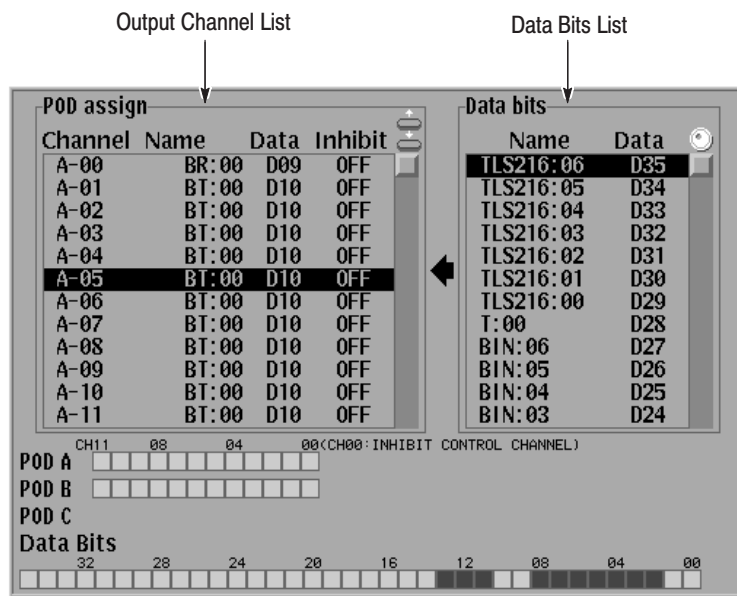 Output Channel List
Data Bits List
POD assign
Data bits
Channel Name Data Inhibit
Name Data
A-00 BR:00 D09 OFF
TLS216:06 D35
A-01 BT:00 D10 OFF
TLS216:05 D34
A-02 BT:00 D10 OFF
TLS216:04 D33
A-03 BT:00 D10 OFF
TLS216:03 D32
A-04 BT:00 D10 OFF
TLS216:02 D31
A-05 BT:00 D10 OFF
TLS216:01 D30
A-06 BT:00 D10 OFF
TLS216:00 D29
A-07 BT:00 D10 OFF
T:00 D28
A-08 BT:00 D10 OFF
BIN:06 D27
A-09 BT:00 D10 OFF
BIN:05 D26
A-10 BT:00 D10 OFF
BIN:04 D25
A-11 BT:00 D10 OFF
BIN:03 D24
CH11 08 04 00(CH00:INHIBIT CONTROL CHANNEL)
POD A
POD B
POD C
Data Bits
32 28 24 20 16 12 08 04 00